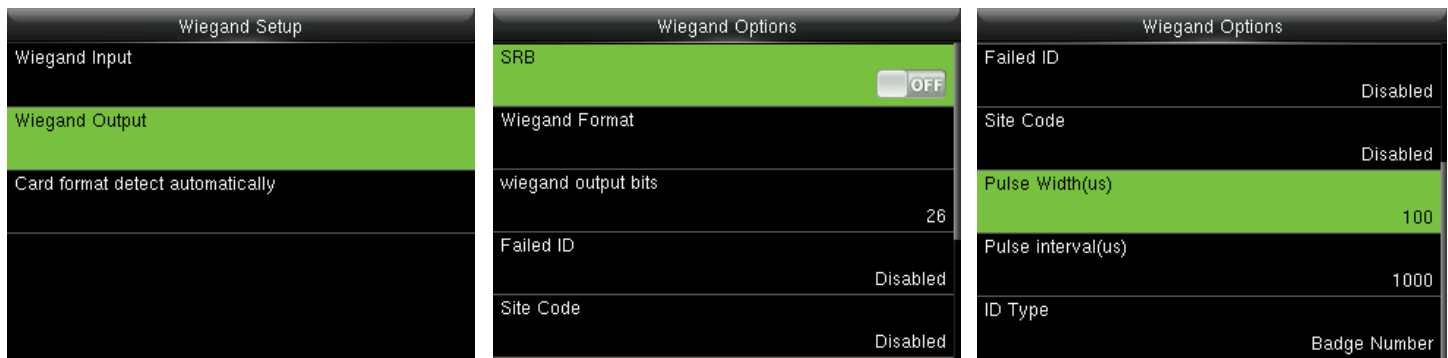 Wiegand Setup
Wiegand Input
Wiegand Output
Card format detect automatically
Wiegand Options
SRB
OFF
Wiegand Format
wiegand output bits
26
Failed ID
Disabled
Site Code
Disabled
Wiegand Options
Failed ID
Disabled
Site Code
Disabled
Pulse Width(us)
100
Pulse interval(us)
1000
ID Type
Badge Number